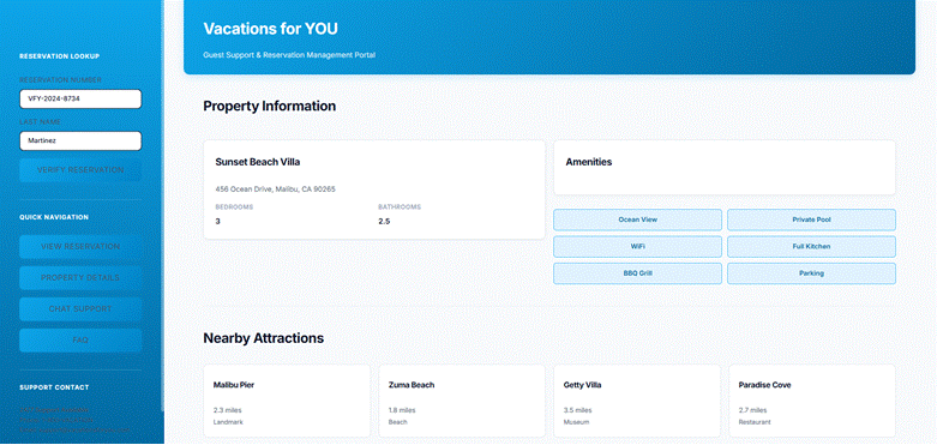 RESERVATION LOOKUP
RESERVATION NUMBER
VFY-2024-8734
LAST NAME
Martinez
VERIFY RESERVATION
QUICK NAVIGATION
VIEW RESERVATION
PROPERTY DETAILS
CHAT SUPPORT
FAQ
SUPPORT CONTACT
Vacations for YOU
Guest Support & Reservation Management Portal
Property Information
Sunset Beach Villa
456 Ocean Drive, Malibu, CA 90265
BEDROOMS
BATHROOMS
3
2.5
Amenities
Ocean View
Private Pool
WiFi
Full Kitchen
BBQ Grill
Parking
Nearby Attractions
Malibu Pier
2.3 miles
Landmark
Zuma Beach
1.8 miles
Beach
Getty Villa
3.5 miles
Museum
Paradise Cove
2.7 miles
Restaurant